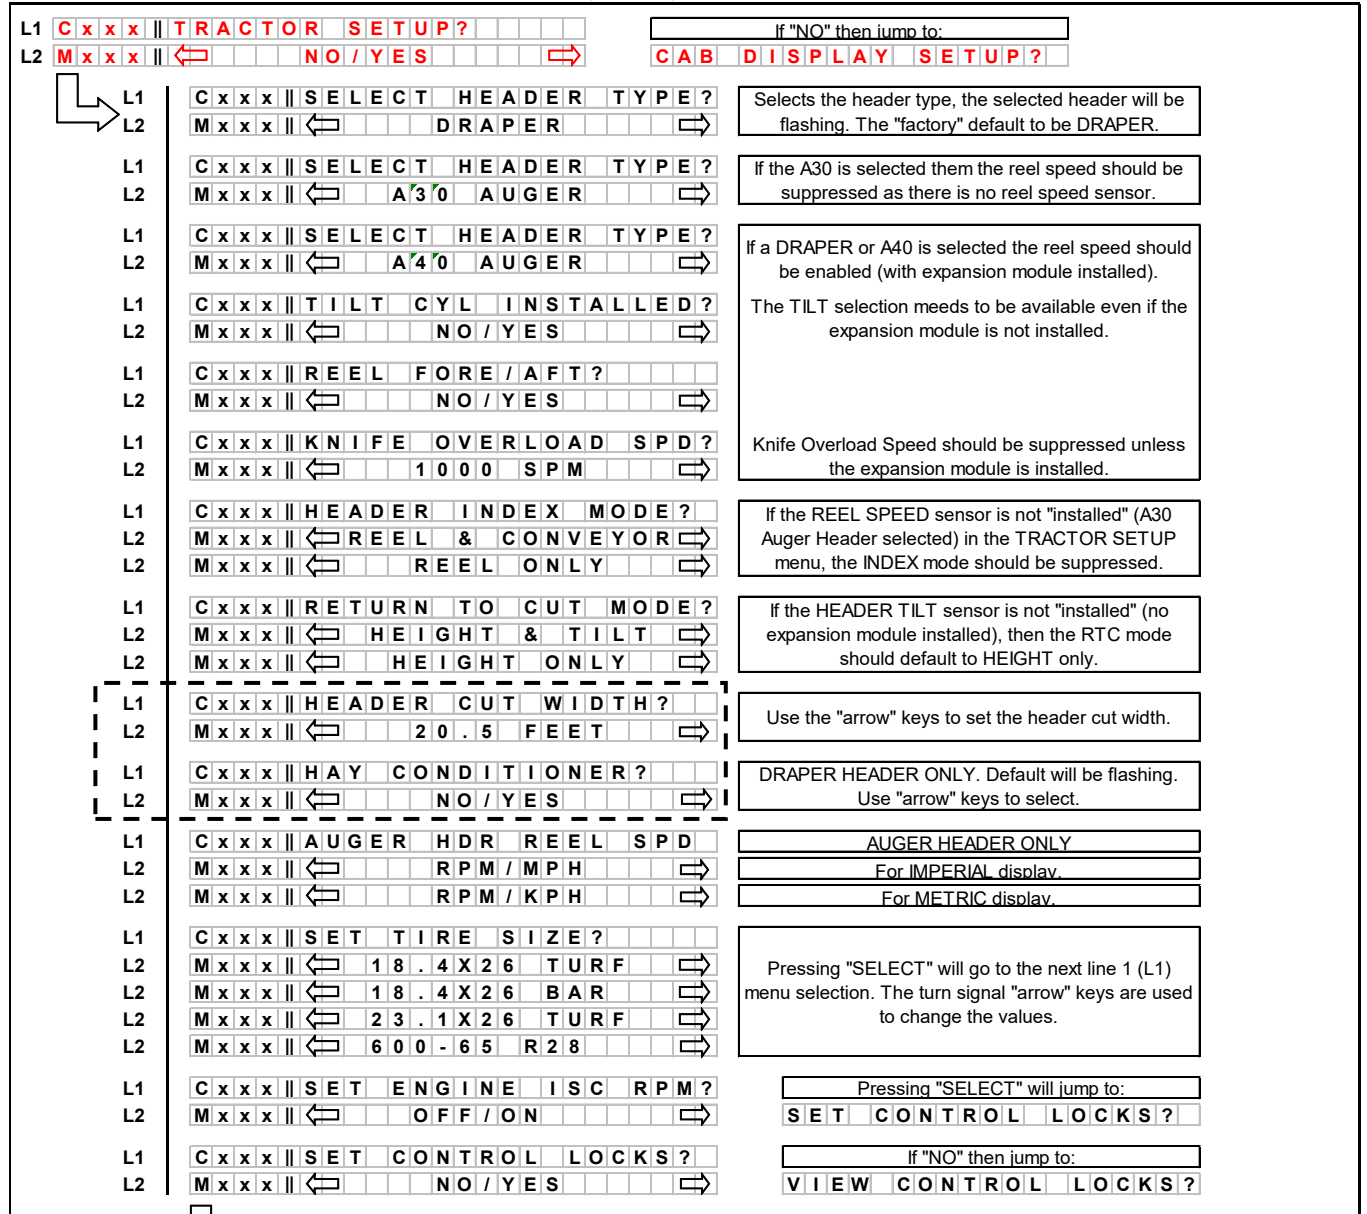 L1 Cxxx‖TRACTOR SETUP? If "NO" then jump to:
L2 Mxxx‖ NO/YES CAB DISPLAY SETUP?
L1 Cxxx‖SELECT HEADER TYPE? Selects the header type, the selected header will be
L2 Mxxx‖ DRAPER flashing. The "factory" default to be DRAPER.
L1 Cxxx‖SELECT HEADER TYPE? If the A30 is selected them the reel speed should be
L2 Mxxx‖ A30 AUGER suppressed as there is no reel speed sensor.
L1 Cxxx‖SELECT HEADER TYPE? If a DRAPER or A40 is selected the reel speed should
L2 Mxxx‖ A40 AUGER be enabled (with expansion module installed).
L1 Cxxx‖TILT CYL INSTALLED? The TILT selection needs to be available even if the
L2 Mxxx‖ NO/YES expansion module is not installed.
L1 Cxxx‖REEL FORE/AFT?
L2 Mxxx‖ NO/YES
L1 Cxxx‖KNIFE OVERLOAD SPD? Knife Overload Speed should be suppressed unless
L2 Mxxx‖ 1000 SPM the expansion module is installed.
L1 Cxxx‖HEADER INDEX MODE? If the REEL SPEED sensor is not "installed" (A30
L2 Mxxx‖ REEL & CONVEYOR Auger Header selected) in the TRACTOR SETUP
L2 Mxxx‖ REEL ONLY menu, the INDEX mode should be suppressed.
L1 Cxxx‖RETURN TO CUT MODE? If the HEADER TILT sensor is not "installed" (no
L2 Mxxx‖ HEIGHT & TILT expansion module installed), then the RTC mode
L2 Mxxx‖ HEIGHT ONLY should default to HEIGHT only.
L1 Cxxx‖HEADER CUT WIDTH? Use the "arrow" keys to set the header cut width.
L2 Mxxx‖ 20.5 FEET
L1 Cxxx‖HAY CONDITIONER? DRAPER HEADER ONLY. Default will be flashing.
L2 Mxxx‖ NO/YES Use "arrow" keys to select.
L1 Cxxx‖AUGER HDR REEL SPD AUGER HEADER ONLY
L2 Mxxx‖ RPM/MPH For IMPERIAL display.
L2 Mxxx‖ RPM/KPH For METRIC display.
L1 Cxxx‖SET TIRE SIZE?
L2 Mxxx‖ 18.4X26 TURF Pressing "SELECT" will go to the next line 1 (L1)
L2 Mxxx‖ 18.4X26 BAR menu selection. The turn signal "arrow" keys are used
L2 Mxxx‖ 23.1X26 TURF to change the values.
L2 Mxxx‖ 600-65 R28
L1 Cxxx‖SET ENGINE ISC RPM? Pressing "SELECT" will jump to:
L2 Mxxx‖ OFF/ON SET CONTROL LOCKS?
L1 Cxxx‖SET CONTROL LOCKS? If "NO" then jump to:
L2 Mxxx‖ NO/YES VIEW CONTROL LOCKS?